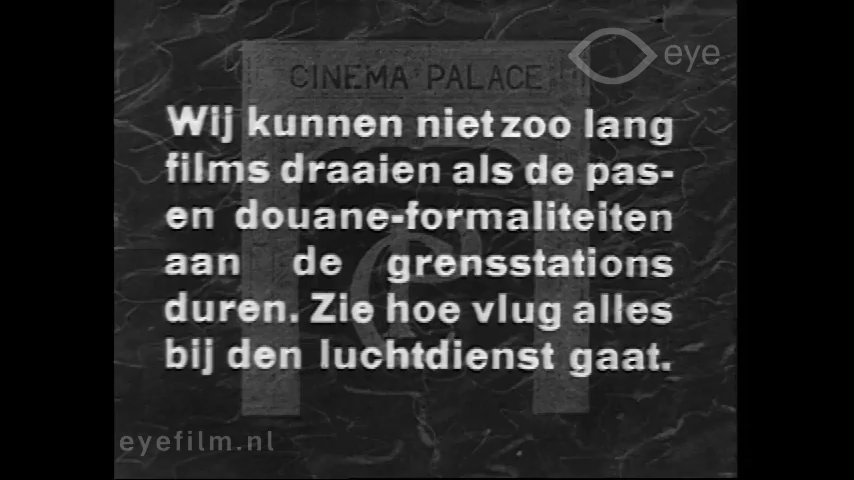 eye
CINEMA PALACE
Wij kunnen niet zoo lang
films draaien als de pas-
en douane-formaliteiten
aan de grensstations
duren. Zie hoe vlug alles
bij den luchtdienst gaat.
eyefilm.nl